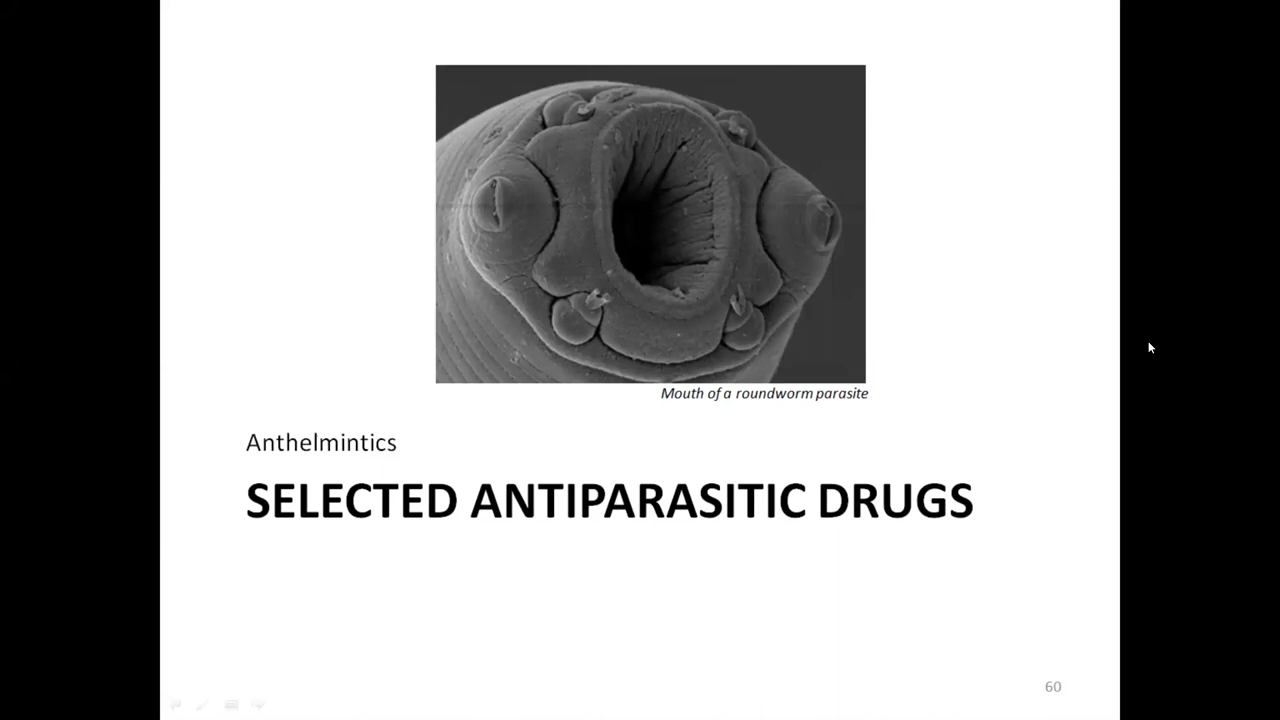 Mouth of a roundworm parasite
Anthelmintics
SELECTED ANTIPARASITIC DRUGS
60